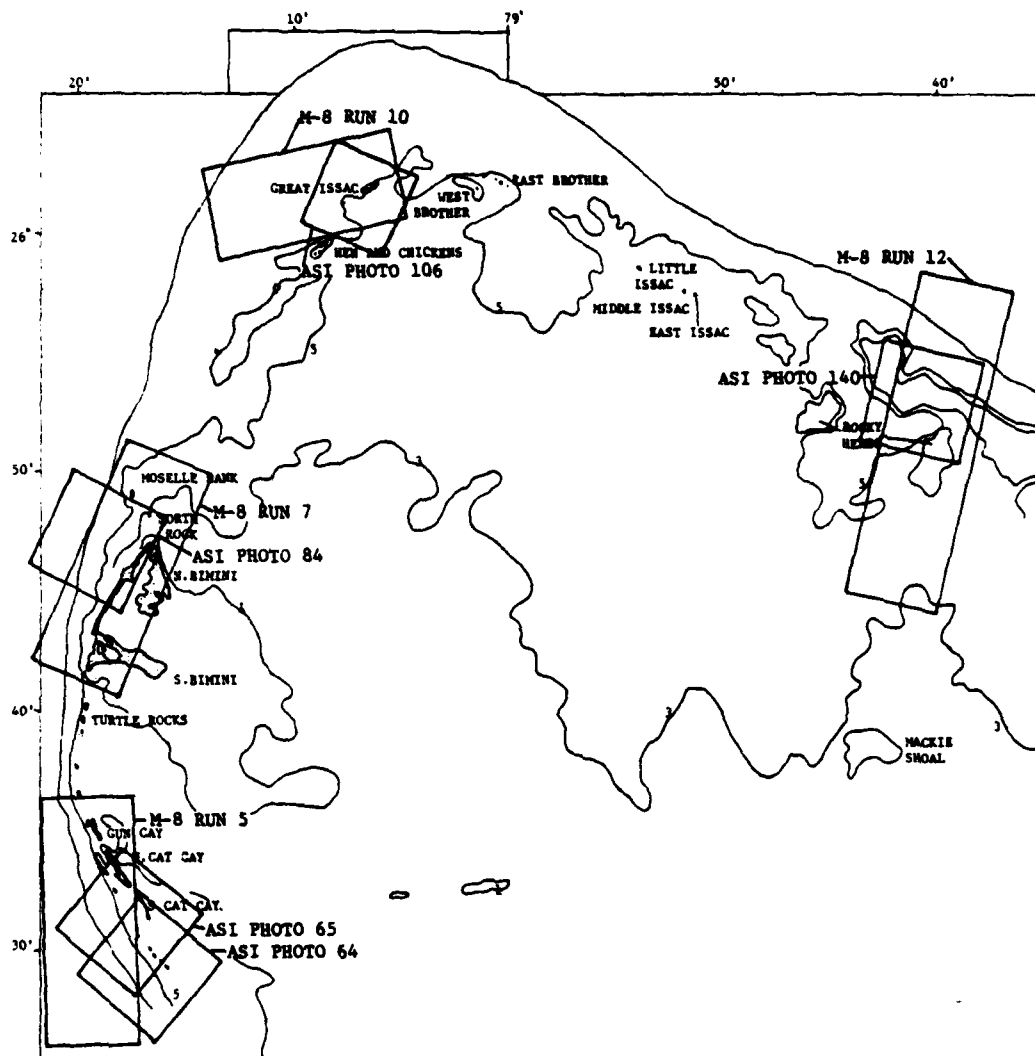 10'
79°
20'
50'
40'
M-8 RUN 10
GREAT ISSAC
WEST
BROTHER
EAST BROTHER
26°
HEN AND CHICKENS
ASI PHOTO 106
M-8 RUN 12
LITTLE
ISSAC
MIDDLE ISSAC
EAST ISSAC
5
5
ASI PHOTO 140
ROCKY
HEADS
5
50'
MOSELLE BANK
3
M-8 RUN 7
NORTH
ROCK
ASI PHOTO 84
N.BIMINI
S.BIMINI
40'
TURTLE ROCKS
3
3
MACKIE
SHOAL
M-8 RUN 5
GUN CAY
N.CAT CAY
S CAT CAY.
ASI PHOTO 65
30'
ASI PHOTO 64
5